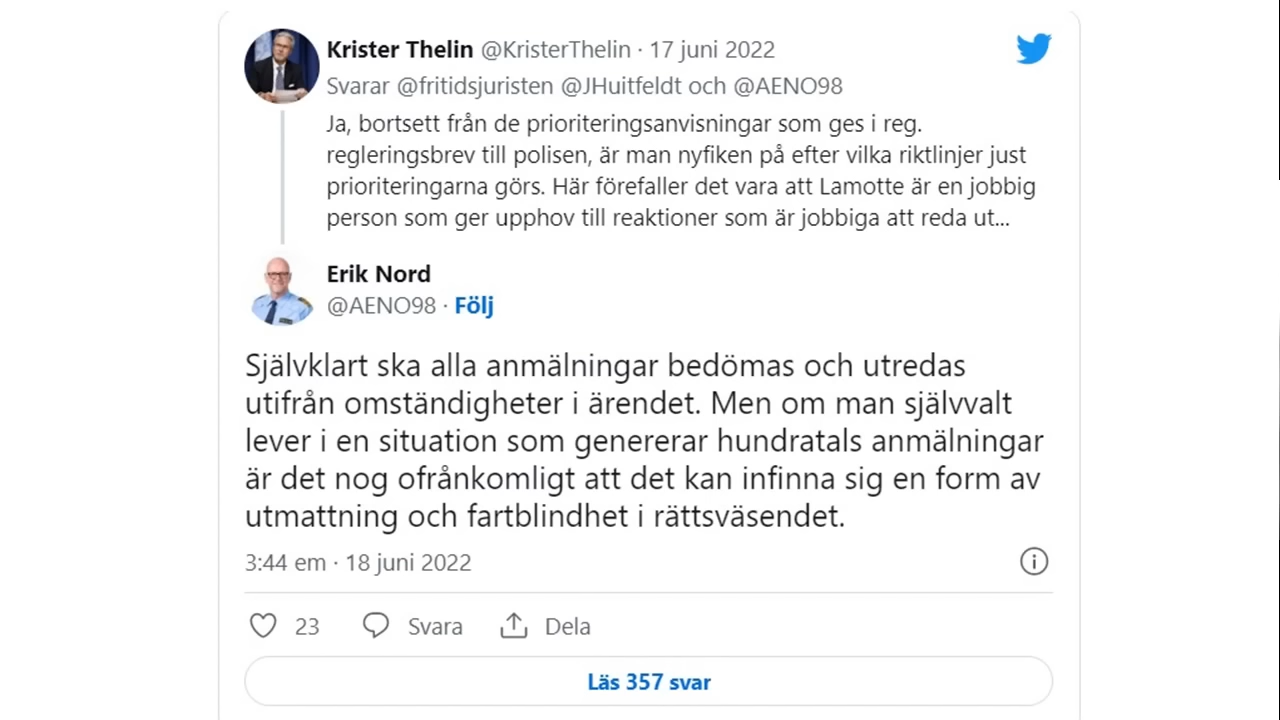 Krister Thelin @KristerThelin · 17 juni 2022
Svarar @fritidsjuristen @JHuitfeldt och @AENO98
Ja, bortsett från de prioriteringsanvisningar som ges i reg.
regleringsbrev till polisen, är man nyfiken på efter vilka riktlinjer just
prioriteringarna görs. Här förefaller det vara att Lamotte är en jobbig
person som ger upphov till reaktioner som är jobbiga att reda ut...
Erik Nord
@AENO98 · Följ
Självklart ska alla anmälningar bedömas och utredas
utifrån omständigheter i ärendet. Men om man självvalt
lever i en situation som genererar hundratals anmälningar
är det nog ofrånkomligt att det kan infinna sig en form av
utmattning och fartblindhet i rättsväsendet.
3:44 em · 18 juni 2022
23 Svara Dela
Läs 357 svar